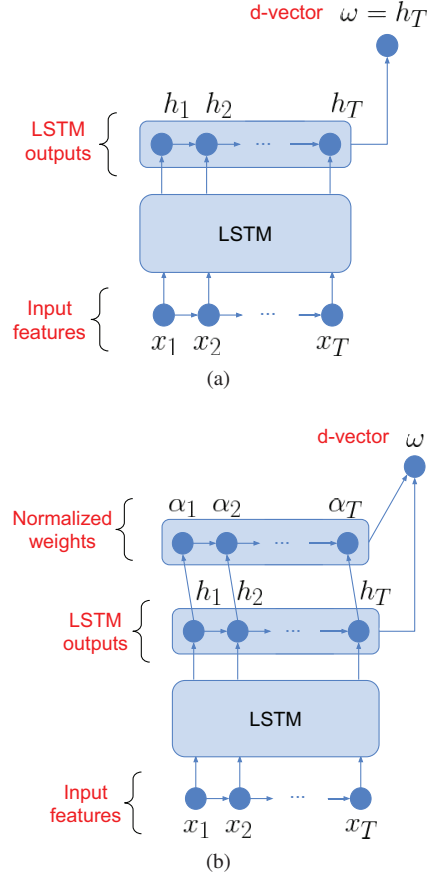 d-vector ω = h_T
h_1 h_2 h_T
LSTM
outputs
...
LSTM
Input
features
...
x_1 x_2 x_T
(a)
d-vector ω
α_1 α_2 α_T
Normalized
weights
...
h_1 h_2 h_T
LSTM
outputs
...
LSTM
Input
features
...
x_1 x_2 x_T
(b)